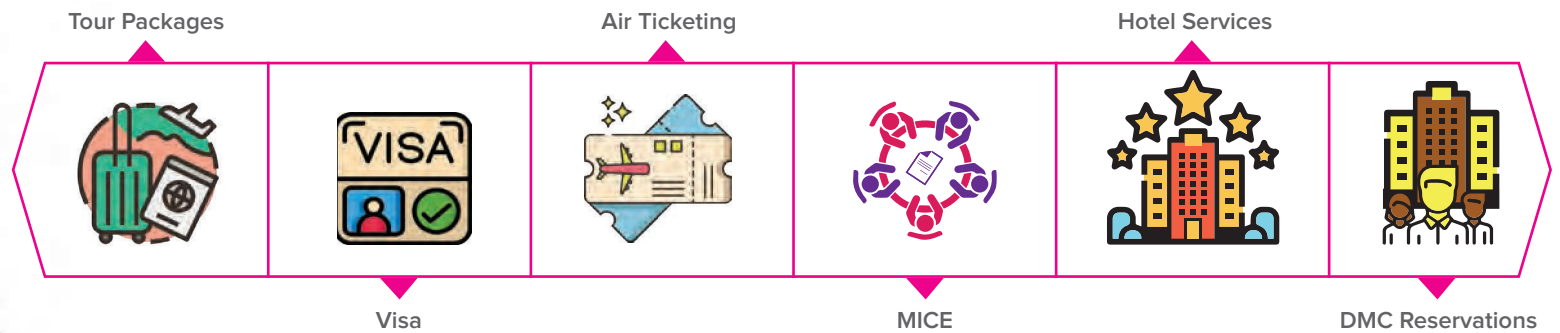 Tour Packages
Air Ticketing
Hotel Services
VISA
Visa
MICE
DMC Reservations